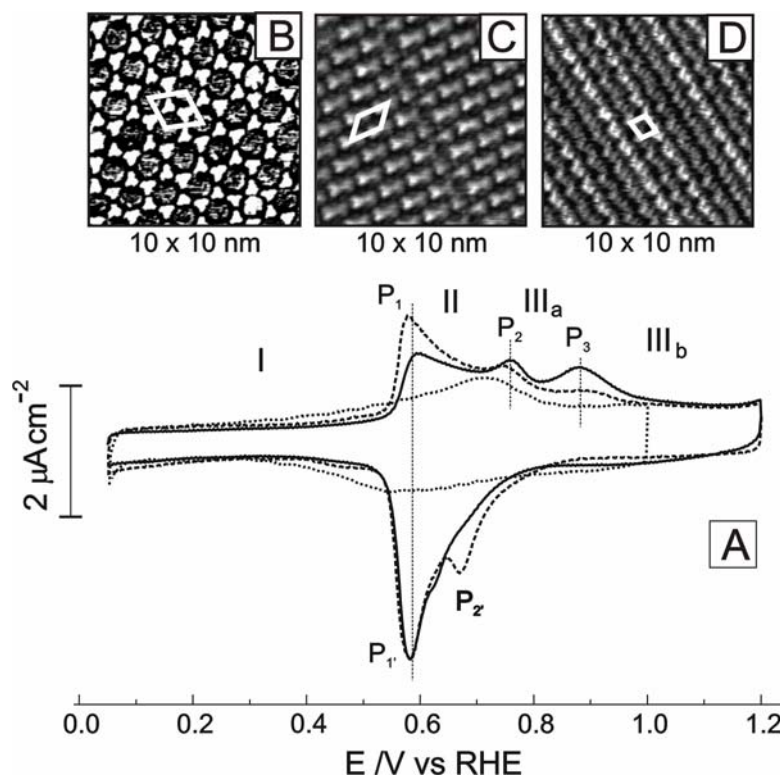 B
C
D
10 x 10 nm
10 x 10 nm
10 x 10 nm
P₁
II
IIIₐ
P₂
P₃
III_b
I
2 μAcm⁻²
A
P₂'
P₁'
0.0 0.2 0.4 0.6 0.8 1.0 1.2
E /V vs RHE